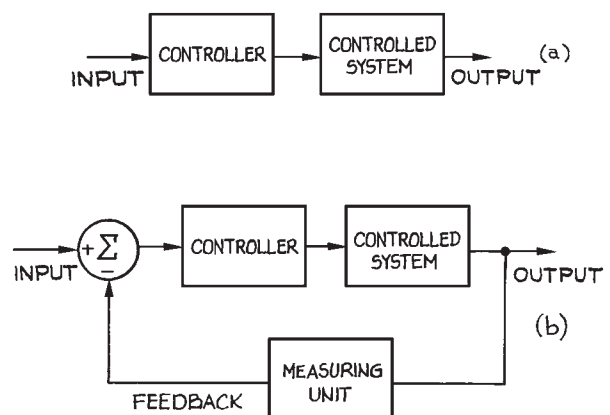 CONTROLLER
CONTROLLED
SYSTEM
(a)
INPUT
OUTPUT
+ Σ
−
CONTROLLER
CONTROLLED
SYSTEM
INPUT
OUTPUT
(b)
MEASURING
UNIT
FEEDBACK